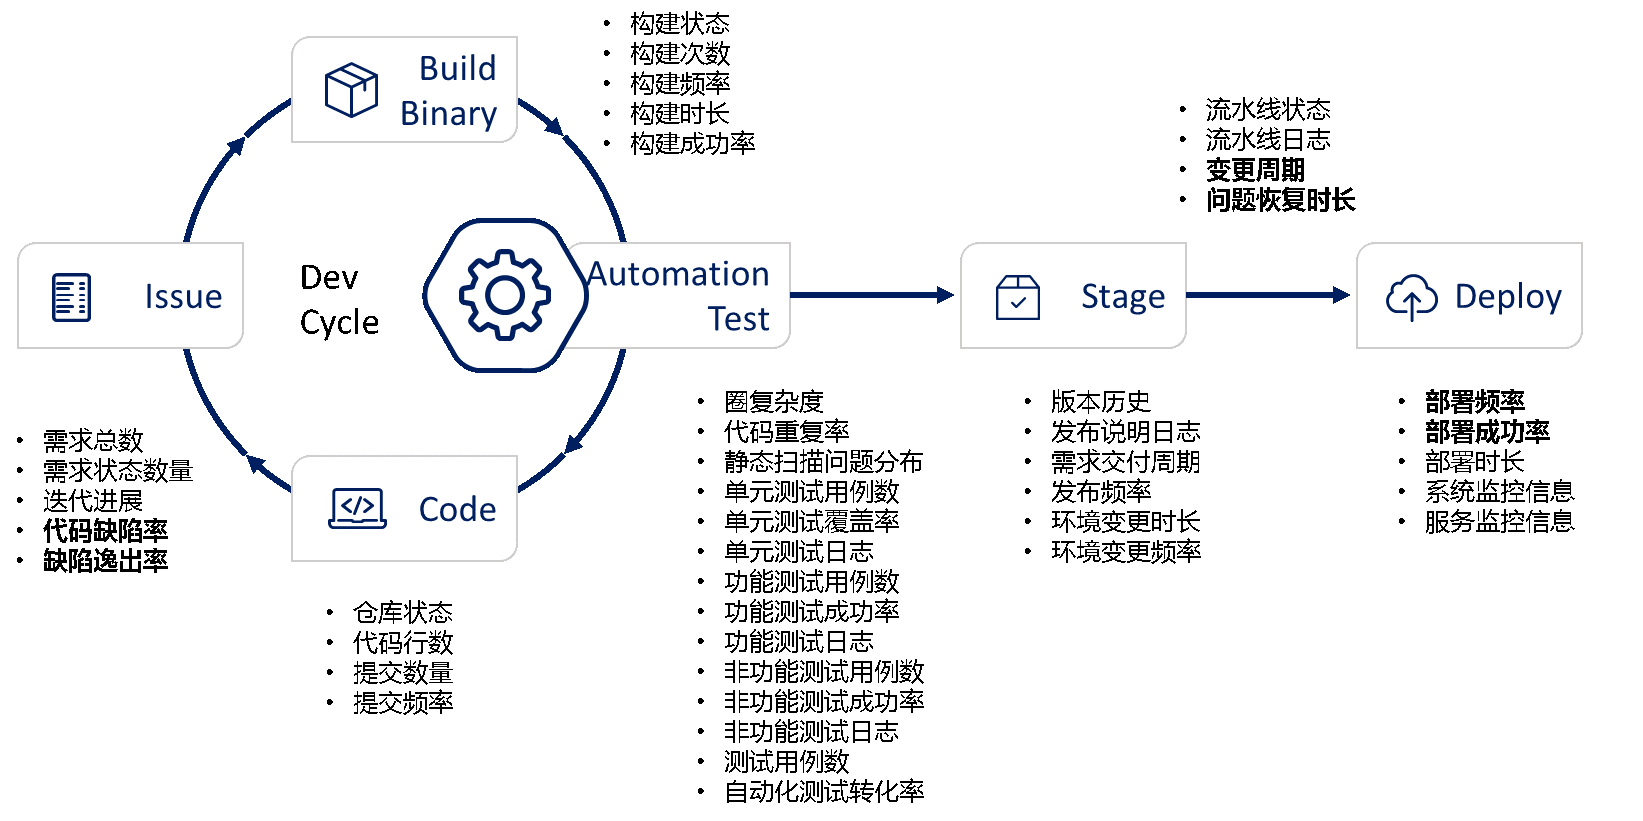 构建状态
构建次数
构建频率
构建时长
构建成功率
Build
Binary
流水线状态
流水线日志
变更周期
问题恢复时长
Issue
Dev
Cycle
Automation
Test
Stage
Deploy
需求总数
需求状态数量
迭代进展
代码缺陷率
缺陷逸出率
Code
仓库状态
代码行数
提交数量
提交频率
圈复杂度
代码重复率
静态扫描问题分布
单元测试用例数
单元测试覆盖率
单元测试日志
功能测试用例数
功能测试成功率
功能测试日志
非功能测试用例数
非功能测试成功率
非功能测试日志
测试用例数
自动化测试转化率
版本历史
发布说明日志
需求交付周期
发布频率
环境变更时长
环境变更频率
部署频率
部署成功率
部署时长
系统监控信息
服务监控信息